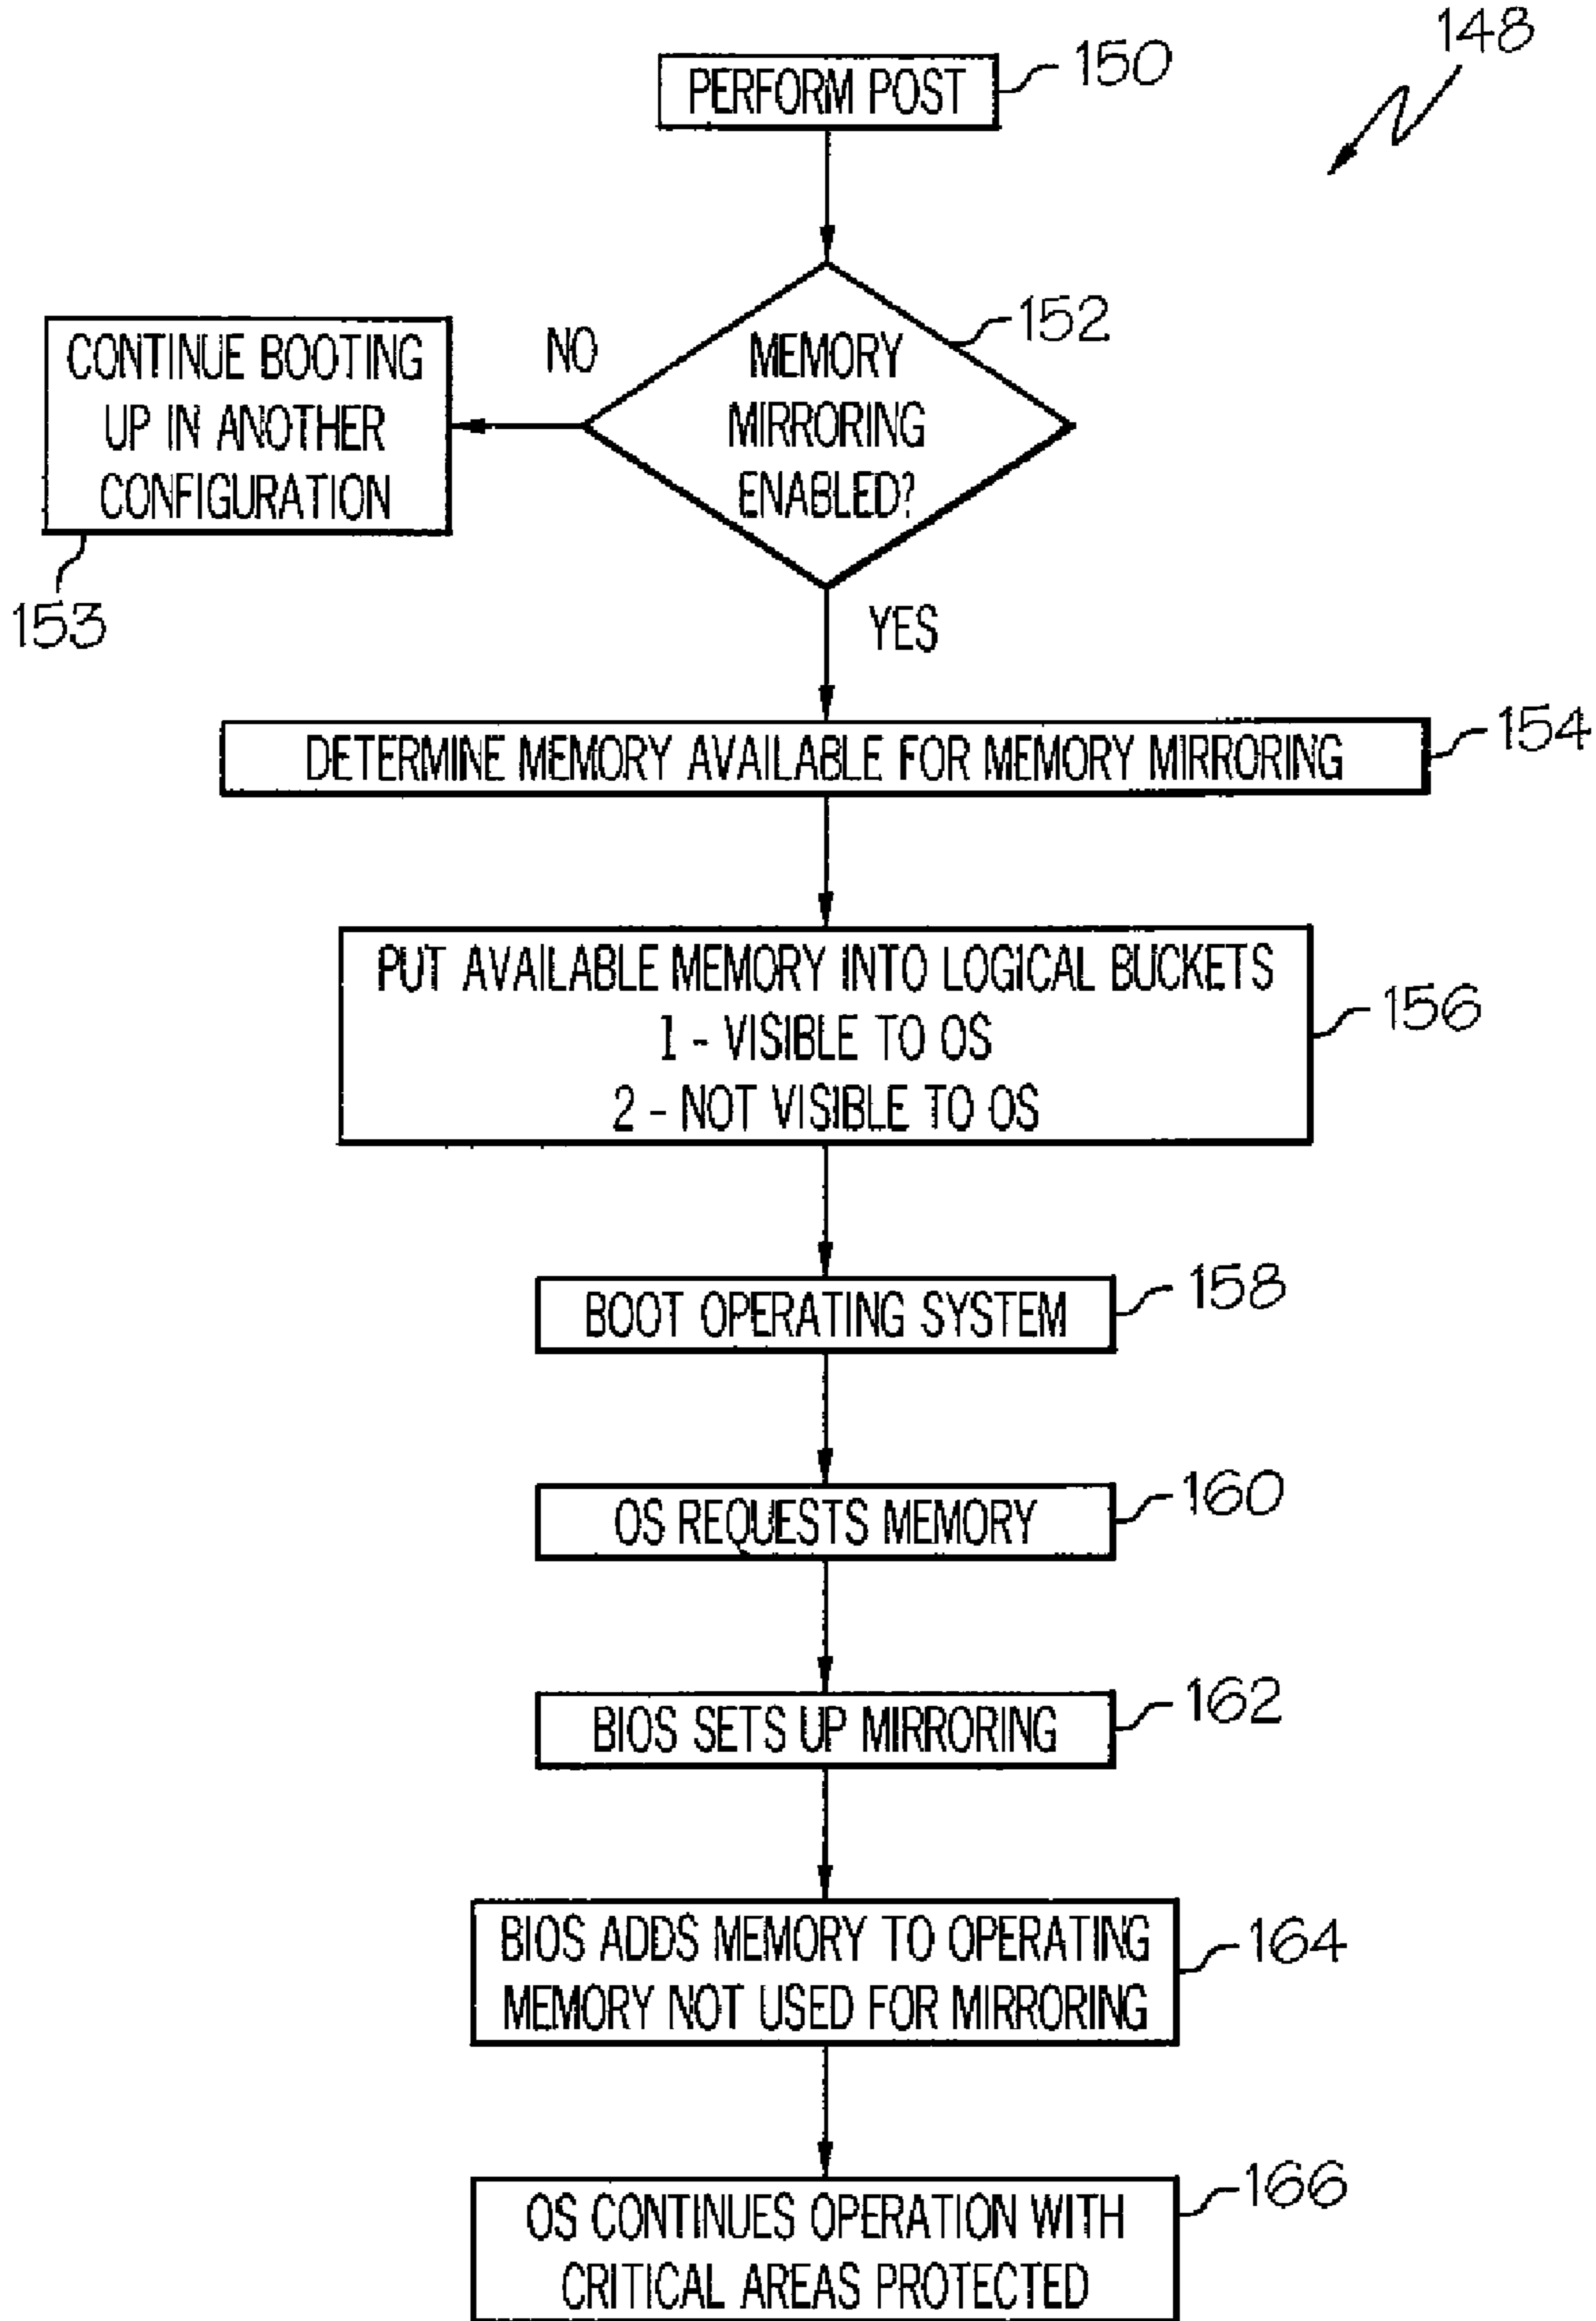 148
PERFORM POST
150
MEMORY
MIRRORING
ENABLED?
152
NO
CONTINUE BOOTING
UP IN ANOTHER
CONFIGURATION
153
YES
DETERMINE MEMORY AVAILABLE FOR MEMORY MIRRORING
154
PUT AVAILABLE MEMORY INTO LOGICAL BUCKETS
1 - VISIBLE TO OS
2 - NOT VISIBLE TO OS
156
BOOT OPERATING SYSTEM
158
OS REQUESTS MEMORY
160
BIOS SETS UP MIRRORING
162
BIOS ADDS MEMORY TO OPERATING
MEMORY NOT USED FOR MIRRORING
164
OS CONTINUES OPERATION WITH
CRITICAL AREAS PROTECTED
166